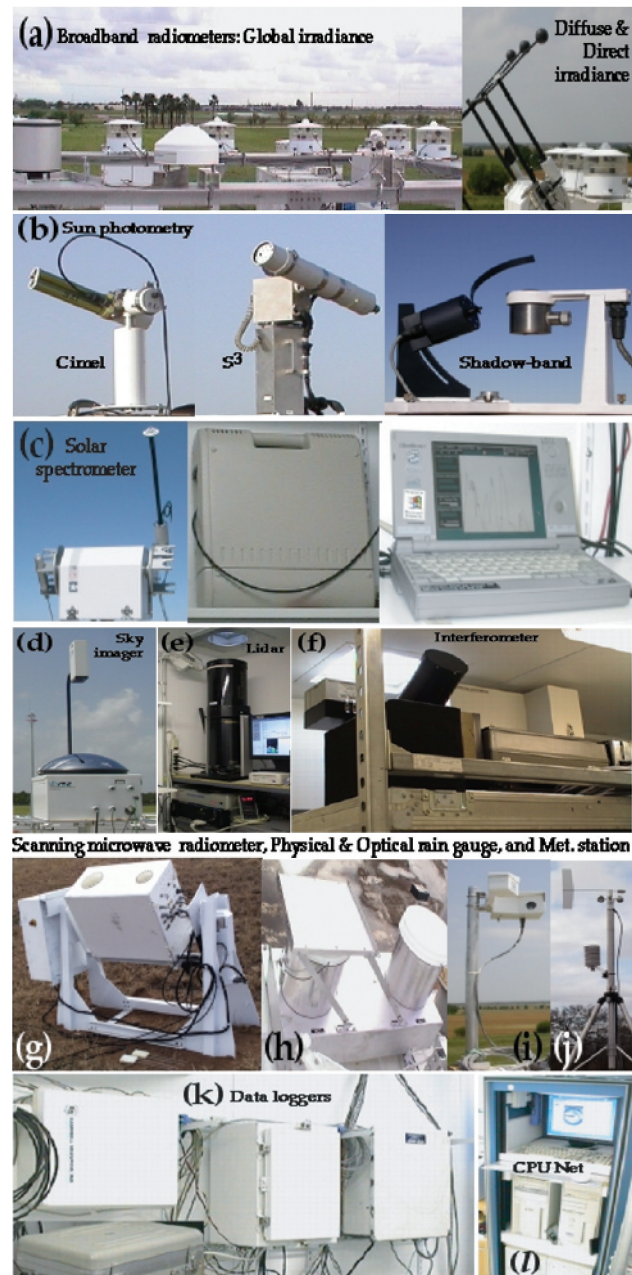 (a) Broadband radiometers: Global irradiance
Diffuse &
Direct
irradiance
(b) Sun photometry
Cimel
S³
Shadow-band
(c) Solar
spectrometer
(d) Sky
imager
(e) Lidar
(f) Interferometer
Scanning microwave radiometer, Physical & Optical rain gauge, and Met. station
(g)
(h)
(i)
(j)
(k) Data loggers
CPU Net
(l)